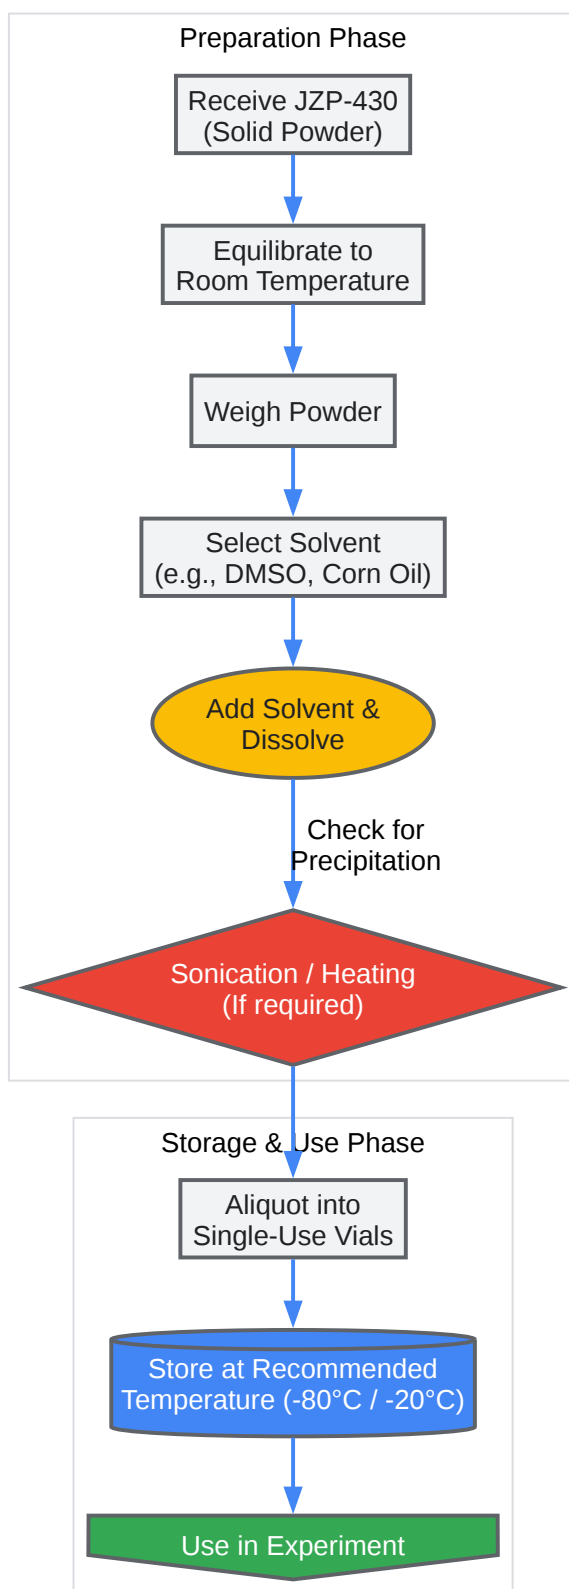 Preparation Phase
Receive JZP-430
(Solid Powder)
Equilibrate to
Room Temperature
Weigh Powder
Select Solvent
(e.g., DMSO, Corn Oil)
Add Solvent &
Dissolve
Check for
Precipitation
Sonication / Heating
(If required)
Storage & Use Phase
Aliquot into
Single-Use Vials
Store at Recommended
Temperature (-80°C / -20°C)
Use in Experiment